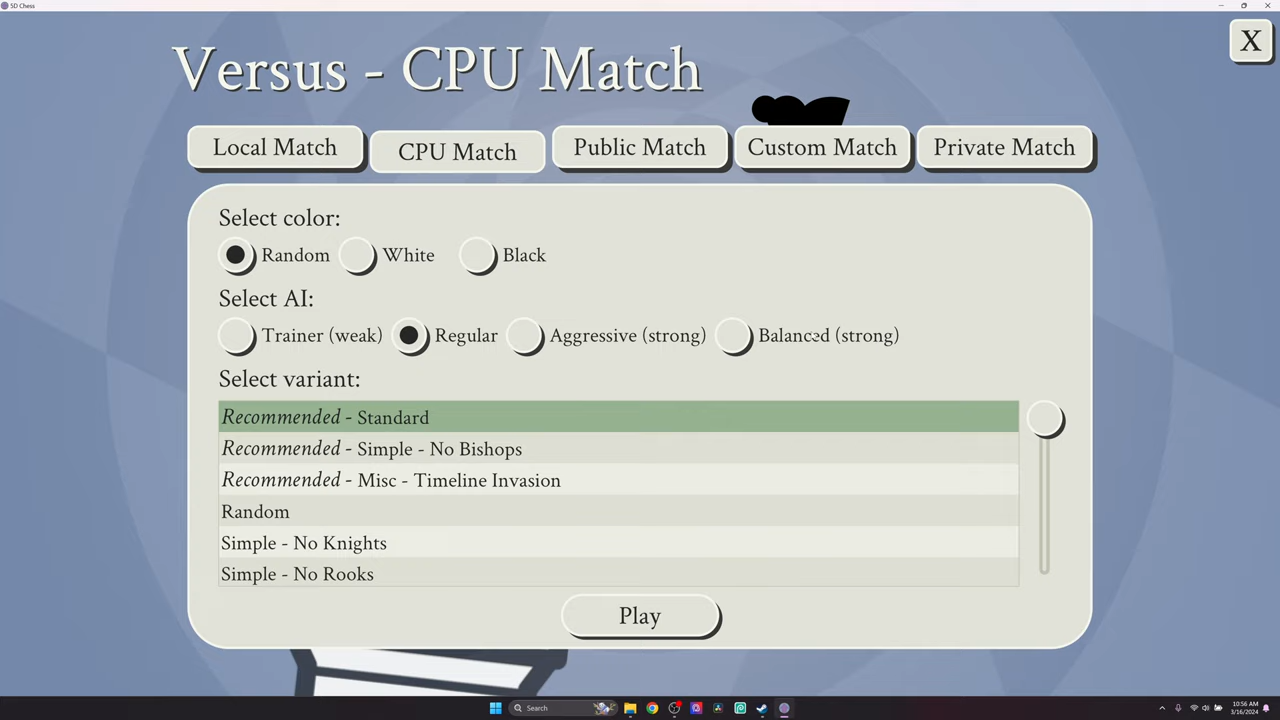 5D Chess
Versus - CPU Match
X
Local Match
CPU Match
Public Match
Custom Match
Private Match
Select color:
Random
White
Black
Select AI:
Trainer (weak)
Regular
Aggressive (strong)
Balanced (strong)
Select variant:
Recommended - Standard
Recommended - Simple - No Bishops
Recommended - Misc - Timeline Invasion
Random
Simple - No Knights
Simple - No Rooks
Play
Search
10:56 AM
3/16/2024